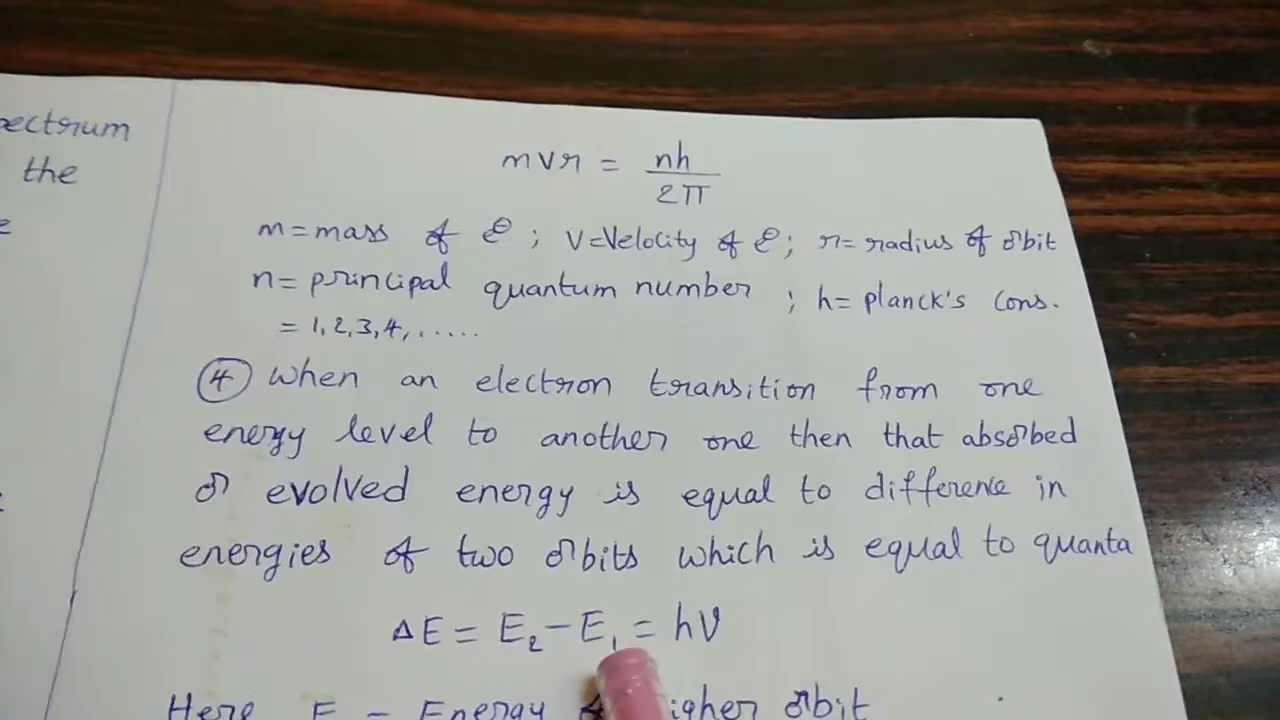 pectrum
the
mvr = nh/2π
m=mass of e⊖; v=velocity of e⊖; r=radius of orbit
n= principal quantum number ; h= planck's cons.
= 1,2,3,4,.....
④ When an electron transition from one
energy level to another one then that absorbed
or evolved energy is equal to difference in
energies of two orbits which is equal to quanta
ΔE = E₂-E₁ = hν
Here E - Energy of higher orbit